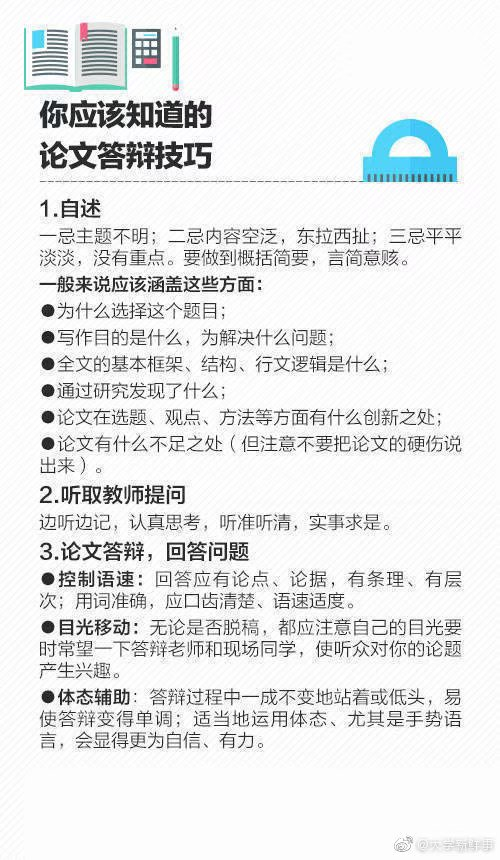 你应该知道的
论文答辩技巧
1.自述
一忌主题不明；二忌内容空泛，东拉西扯；三忌平平
淡淡，没有重点。要做到概括简要，言简意赅。
一般来说应该涵盖这些方面：
●为什么选择这个题目；
●写作目的是什么，为解决什么问题；
●全文的基本框架、结构、行文逻辑是什么；
●通过研究发现了什么；
●论文在选题、观点、方法等方面有什么创新之处；
●论文有什么不足之处（但注意不要把论文的硬伤说
出来）。
2.听取教师提问
边听边记，认真思考，听准听清，实事求是。
3.论文答辩，回答问题
●控制语速：回答应有论点、论据，有条理、有层
次；用词准确，应口齿清楚、语速适度。
●目光移动：无论是否脱稿，都应注意自己的目光要
时常望一下答辩老师和现场同学，使听众对你的论题
产生兴趣。
●体态辅助：答辩过程中一成不变地站着或低头，易
使答辩变得单调；适当地运用体态、尤其是手势语
言，会显得更为自信、有力。
@大学新鲜事